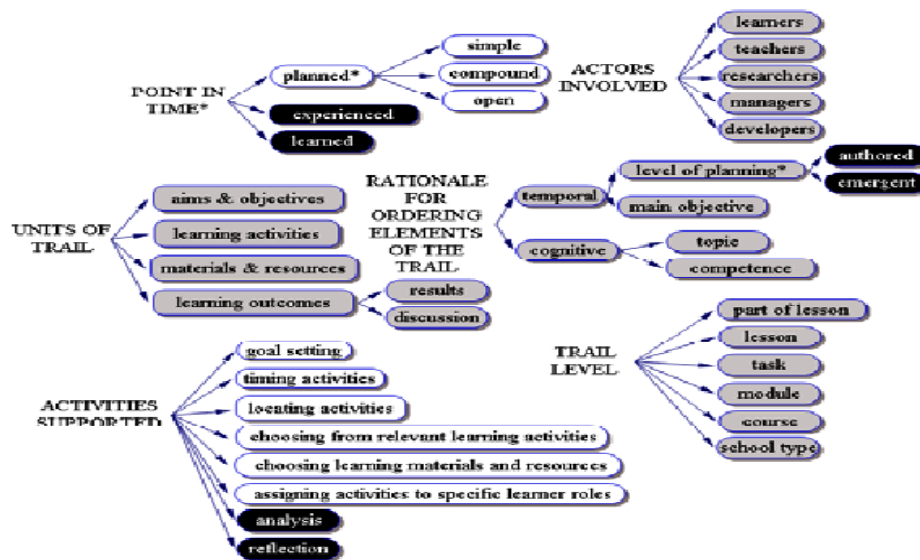 POINT IN
TIME*
planned*
experienced
learned
simple
compound
open
ACTORS
INVOLVED
learners
teachers
researchers
managers
developers
UNITS OF
TRAIL
aims & objectives
learning activities
materials & resources
learning outcomes
results
discussion
RATIONALE
FOR
ORDERING
ELEMENTS
OF THE
TRAIL
temporal
cognitive
level of planning*
main objective
authored
emergent
topic
competence
ACTIVITIES
SUPPORTED
goal setting
timing activities
locating activities
choosing from relevant learning activities
choosing learning materials and resources
assigning activities to specific learner roles
analysis
reflection
TRAIL
LEVEL
part of lesson
lesson
task
module
course
school type